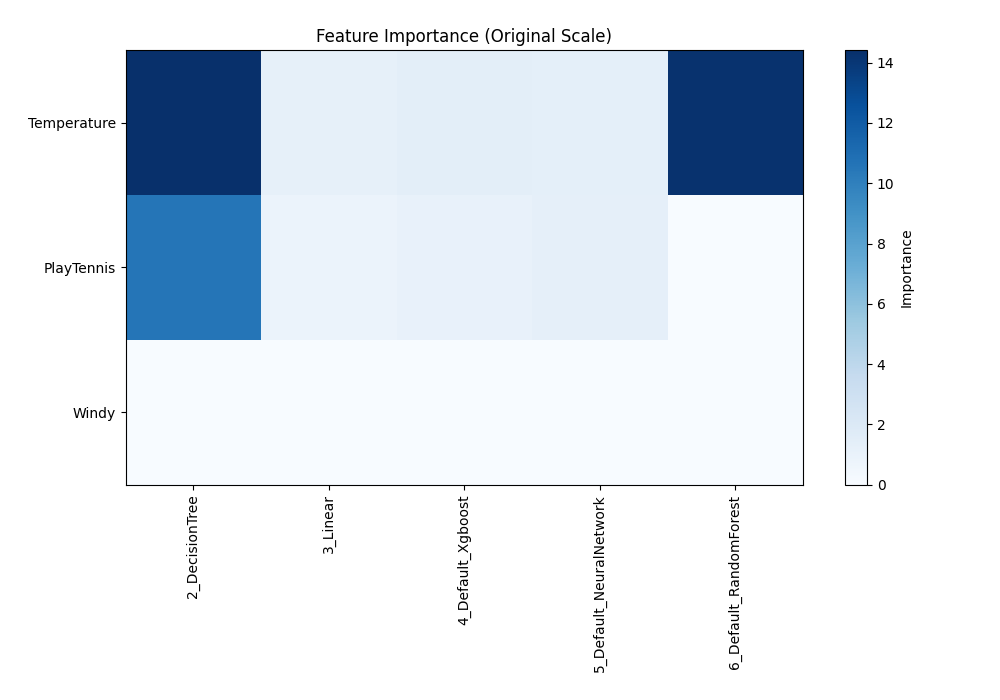 Feature Importance (Original Scale)
Temperature
PlayTennis
Windy
2_DecisionTree
3_Linear
4_Default_Xgboost
5_Default_NeuralNetwork
6_Default_RandomForest
14
12
10
8
6
4
2
0
Importance